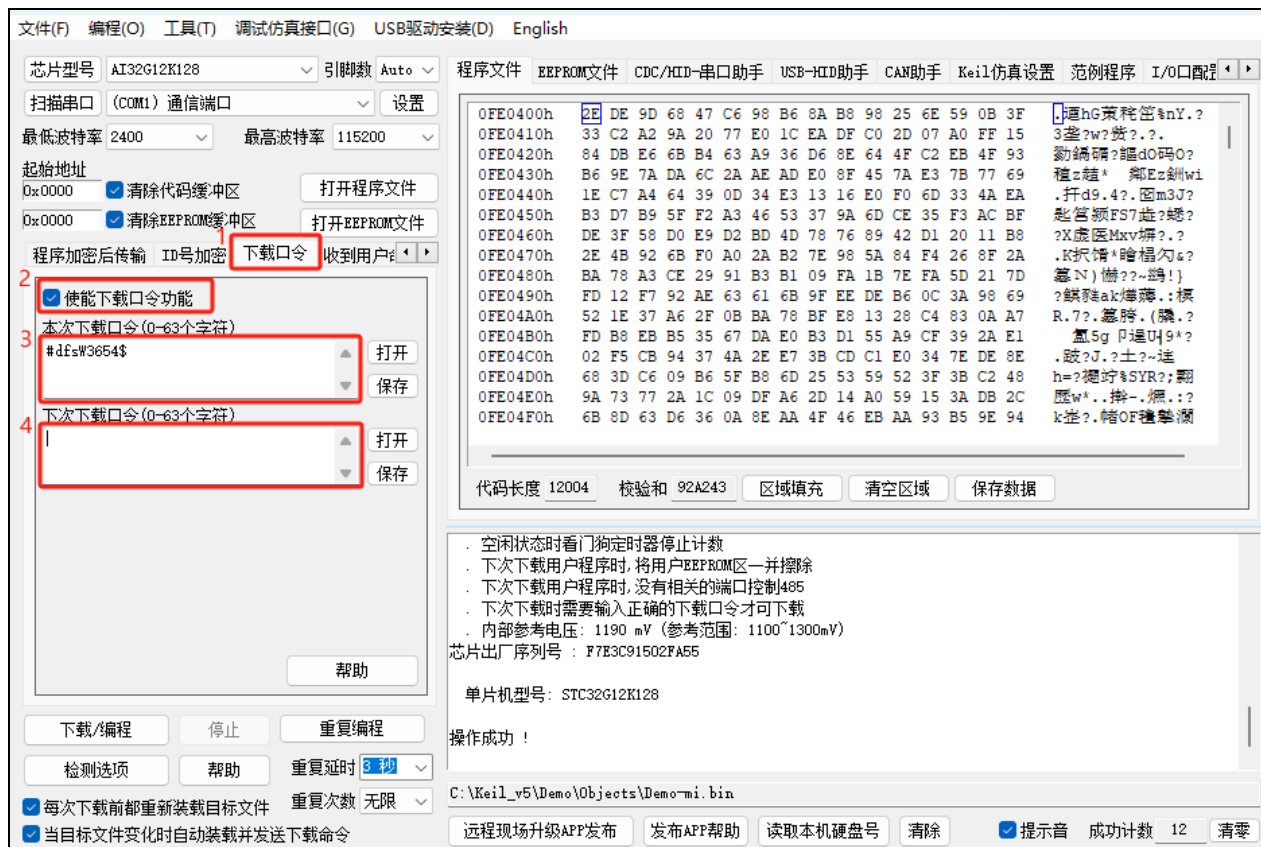 文件(F) 编程(O) 工具(T) 调试仿真接口(G) USB驱动安装(D) English
芯片型号 AI32G12K128 引脚数 Auto
扫描串口 (COM1) 通信端口 设置
最低波特率 2400 最高波特率 115200
起始地址
0x0000 清除代码缓冲区 打开程序文件
0x0000 清除EEPROM缓冲区 打开EEPROM文件
1
程序加密后传输 ID号加密 下载口令 收到用户
2
使能下载口令功能
本次下载口令(0-63个字符)
3
#dfsW3654$
打开
保存
下次下载口令(0-63个字符)
4
打开
保存
帮助
下载/编程 停止 重复编程
检测选项 帮助 重复延时 3 秒
每次下载前都重新装载目标文件 重复次数 无限
当目标文件变化时自动装载并发送下载命令
程序文件 EEPROM文件 CDC/HID-串口助手 USB-HID助手 CAN助手 Keil仿真设置 范例程序 I/O口配
0FE0400h 2E DE 9D 68 47 C6 98 B6 8A B8 98 25 6E 59 0B 3F
0FE0410h 33 C2 A2 9A 20 77 E0 1C EA DF C0 2D 07 A0 FF 15
0FE0420h 84 DB E6 6B B4 63 A9 36 D6 8E 64 4F C2 EB 4F 93
0FE0430h B6 9E 7A DA 6C 2A AE AD E0 8F 45 7A E3 7B 77 69
0FE0440h 1E C7 A4 64 39 0D 34 E3 13 16 E0 F0 6D 33 4A EA
0FE0450h B3 D7 B9 5F F2 A3 46 53 37 9A 6D CE 35 F3 AC BF
0FE0460h DE 3F 58 D0 E9 D2 BD 4D 78 76 89 42 D1 20 11 B8
0FE0470h 2E 4B 92 6B F0 A0 2A B2 7E 98 5A 84 F4 26 8F 2A
0FE0480h BA 78 A3 CE 29 91 B3 B1 09 FA 1B 7E FA 5D 21 7D
0FE0490h FD 12 F7 92 AE 63 61 6B 9F EE DE B6 0C 3A 98 69
0FE04A0h 52 1E 37 A6 2F 0B BA 78 BF E8 13 28 C4 83 0A A7
0FE04B0h FD B8 EB B5 35 67 DA E0 B3 D1 55 A9 CF 39 2A E1
0FE04C0h 02 F5 CB 94 37 4A 2E E7 3B CD C1 E0 34 7E DE 8E
0FE04D0h 68 3D C6 09 B6 5F B8 6D 25 53 59 52 3F 3B C2 48
0FE04E0h 9A 73 77 2A 1C 09 DF A6 2D 14 A0 59 15 3A DB 2C
0FE04F0h 6B 8D 63 D6 36 0A 8E AA 4F 46 EB AA 93 B5 9E 94
代码长度 12004 校验和 92A243 区域填充 清空区域 保存数据
. 空闲状态时看门狗定时器停止计数
. 下次下载用户程序时,将用户EEPROM区一并擦除
. 下次下载用户程序时,没有相关的端口控制485
. 下次下载时需要输入正确的下载口令才可下载
. 内部参考电压: 1190 mV (参考范围: 1100~1300mV)
芯片出厂序列号 : F7E3C91502FA55
单片机型号: STC32G12K128
操作成功 !
C:\Keil_v5\Demo\Objects\Demo-mi.bin
远程现场升级APP发布 发布APP帮助 读取本机硬盘号 清除 提示音 成功计数 12 清零